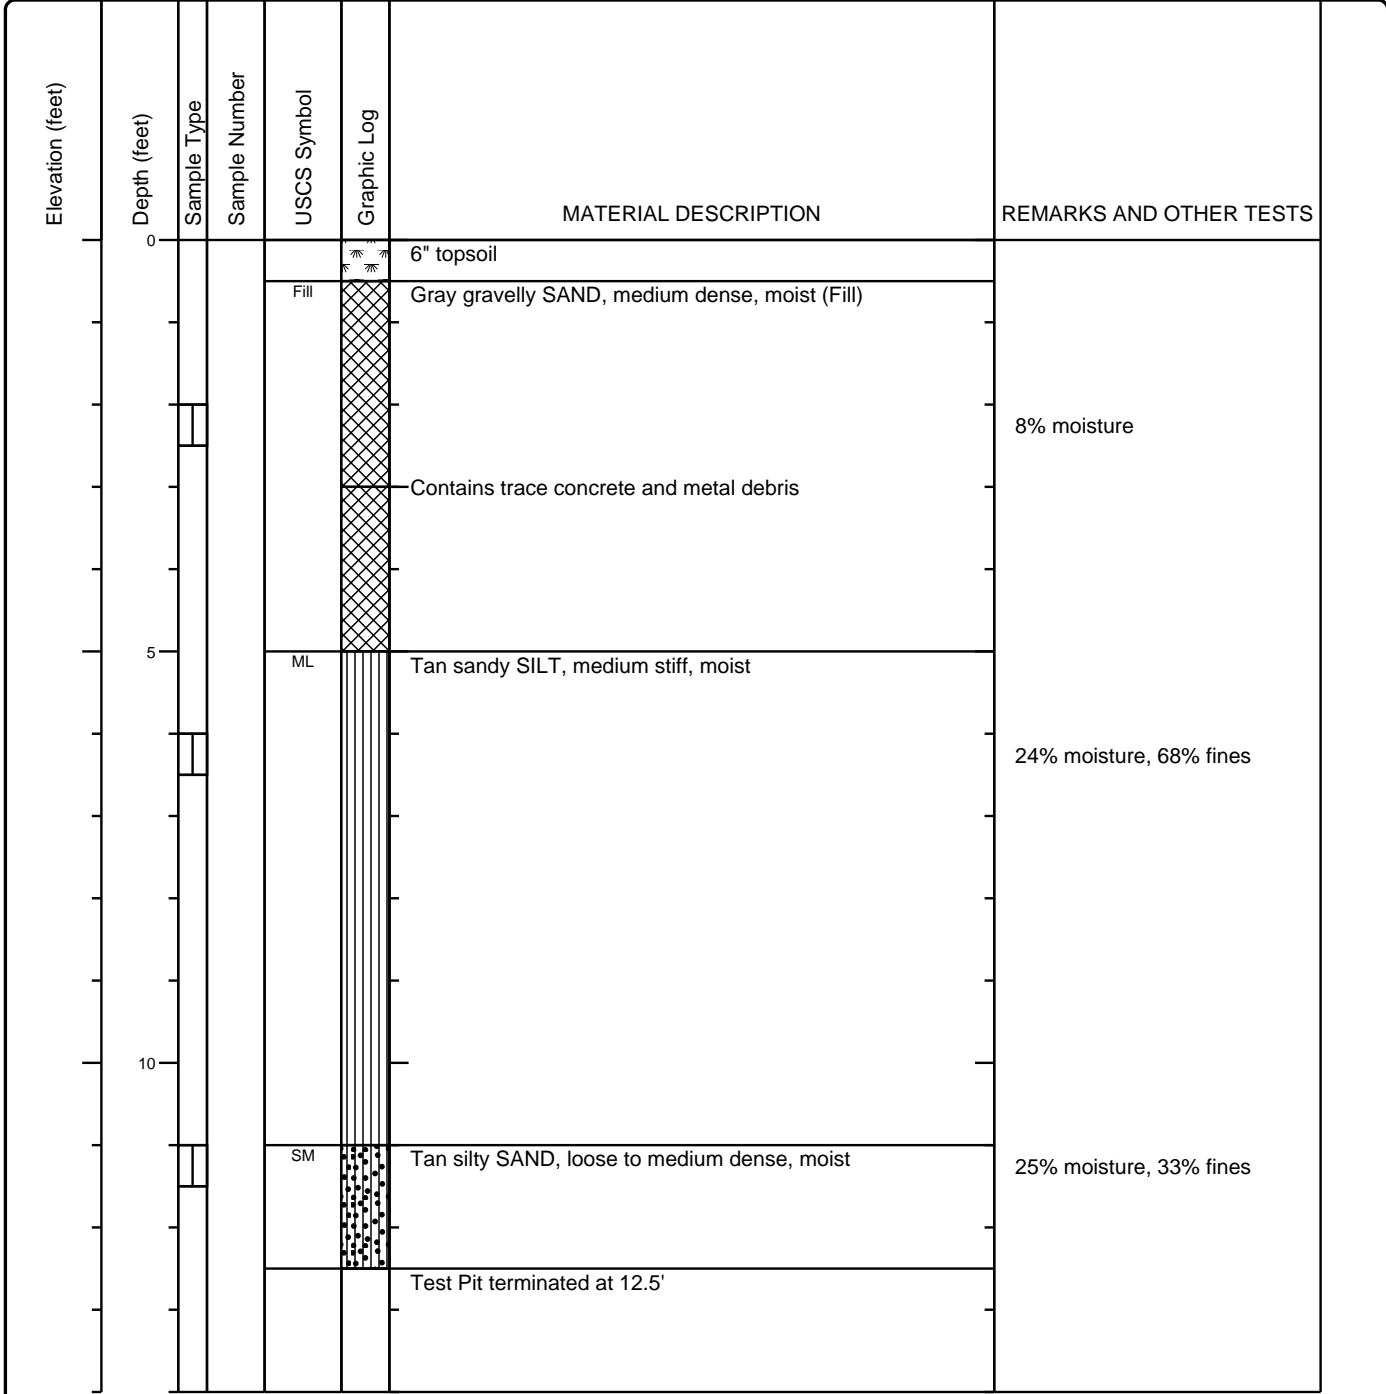 Elevation (feet)
Depth (feet)
Sample Type
Sample Number
USCS Symbol
Graphic Log
MATERIAL DESCRIPTION
REMARKS AND OTHER TESTS
0
6" topsoil
Fill
Gray gravelly SAND, medium dense, moist (Fill)
8% moisture
Contains trace concrete and metal debris
5
ML
Tan sandy SILT, medium stiff, moist
24% moisture, 68% fines
10
SM
Tan silty SAND, loose to medium dense, moist
25% moisture, 33% fines
Test Pit terminated at 12.5'